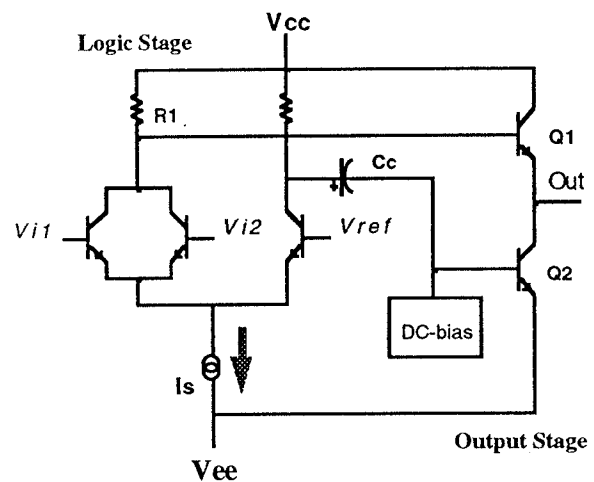 Vcc
Logic Stage
R1
Q1
Cc
Out
Vi1
Vi2
Vref
Q2
DC-bias
Is
Output Stage
Vee